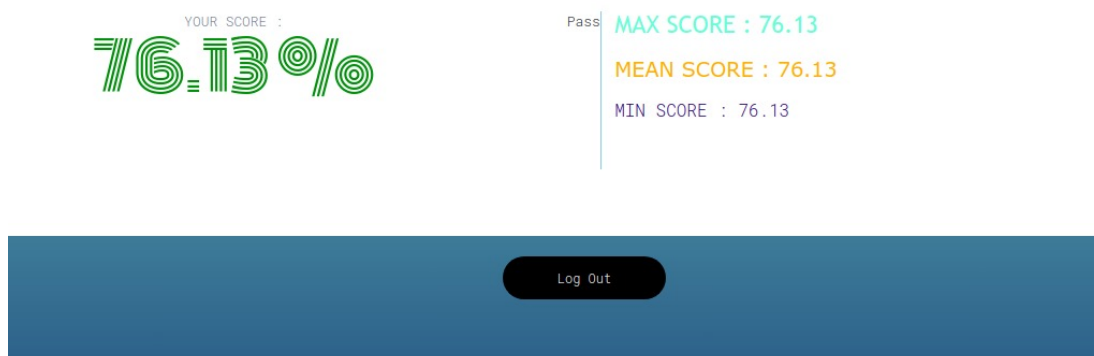 YOUR SCORE :
76.13%
Pass
MAX SCORE : 76.13
MEAN SCORE : 76.13
MIN SCORE : 76.13
Log Out